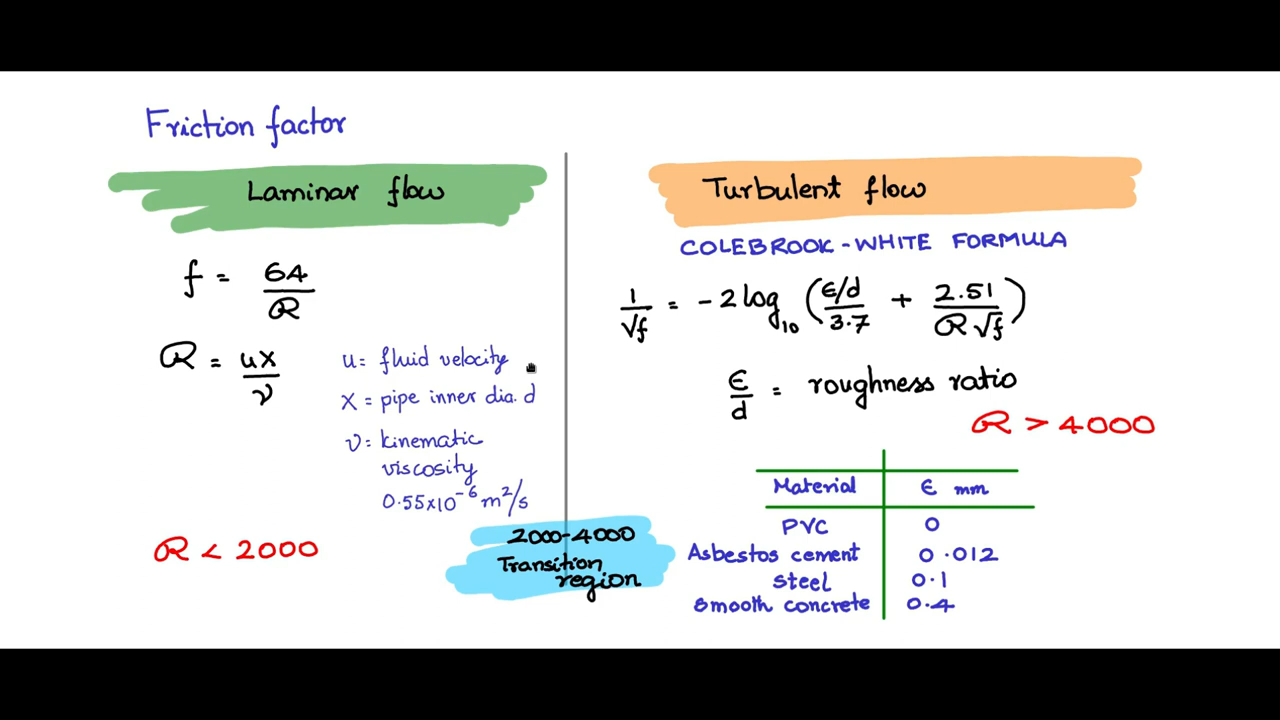 Friction factor
Laminar flow
f = 64/R
R = ux/ν
u = fluid velocity
x = pipe inner dia. d
ν = kinematic
viscosity
0.55x10⁻⁶ m²/s
R < 2000
2000-4000
Transition
region
Turbulent flow
COLEBROOK-WHITE FORMULA
1/√f = -2 log₁₀ (ϵ/d/3.7 + 2.51/R√f)
ϵ/d = roughness ratio
R > 4000
Material ϵ mm
PVC 0
Asbestos cement 0.012
Steel 0.1
Smooth concrete 0.4